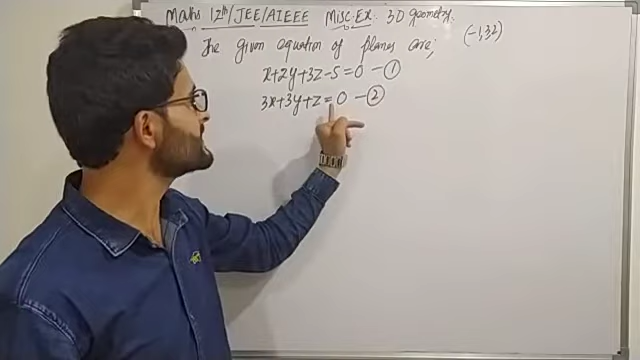 Maths 12th/JEE/AIEEE Misc.Ex. 3D geometry.
(-1,3,2)
The given equation of planes are;
x+2y+3z-5=0 -①
3x+3y+z=0 -②